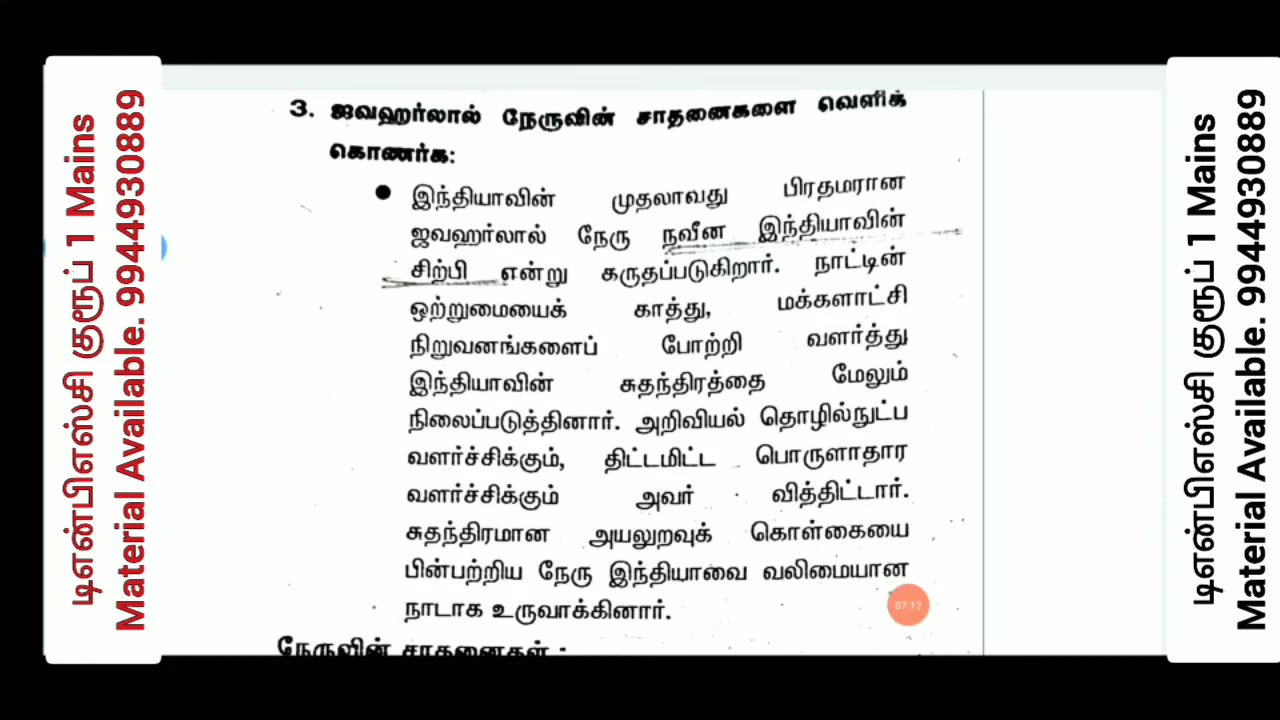 டிஎன்பிஎஸ்சி குரூப் 1 Mains
Material Available. 9944930889
3. ஜவஹர்லால் நேருவின் சாதனைகளை வெளிக்
கொணர்க:
● இந்தியாவின் முதலாவது பிரதமரான
ஜவஹர்லால் நேரு நவீன இந்தியாவின்
சிற்பி என்று கருதப்படுகிறார். நாட்டின்
ஒற்றுமையைக் காத்து, மக்களாட்சி
நிறுவனங்களைப் போற்றி வளர்த்து
இந்தியாவின் சுதந்திரத்தை மேலும்
நிலைப்படுத்தினார். அறிவியல் தொழில்நுட்ப
வளர்ச்சிக்கும், திட்டமிட்ட பொருளாதார
வளர்ச்சிக்கும் அவர் வித்திட்டார்.
சுதந்திரமான அயலுறவுக் கொள்கையை
பின்பற்றிய நேரு இந்தியாவை வலிமையான
நாடாக உருவாக்கினார்.
நேருவின் சாதனைகள் :
07:12
டிஎன்பிஎஸ்சி குரூப் 1 Mains
Material Available. 9944930889